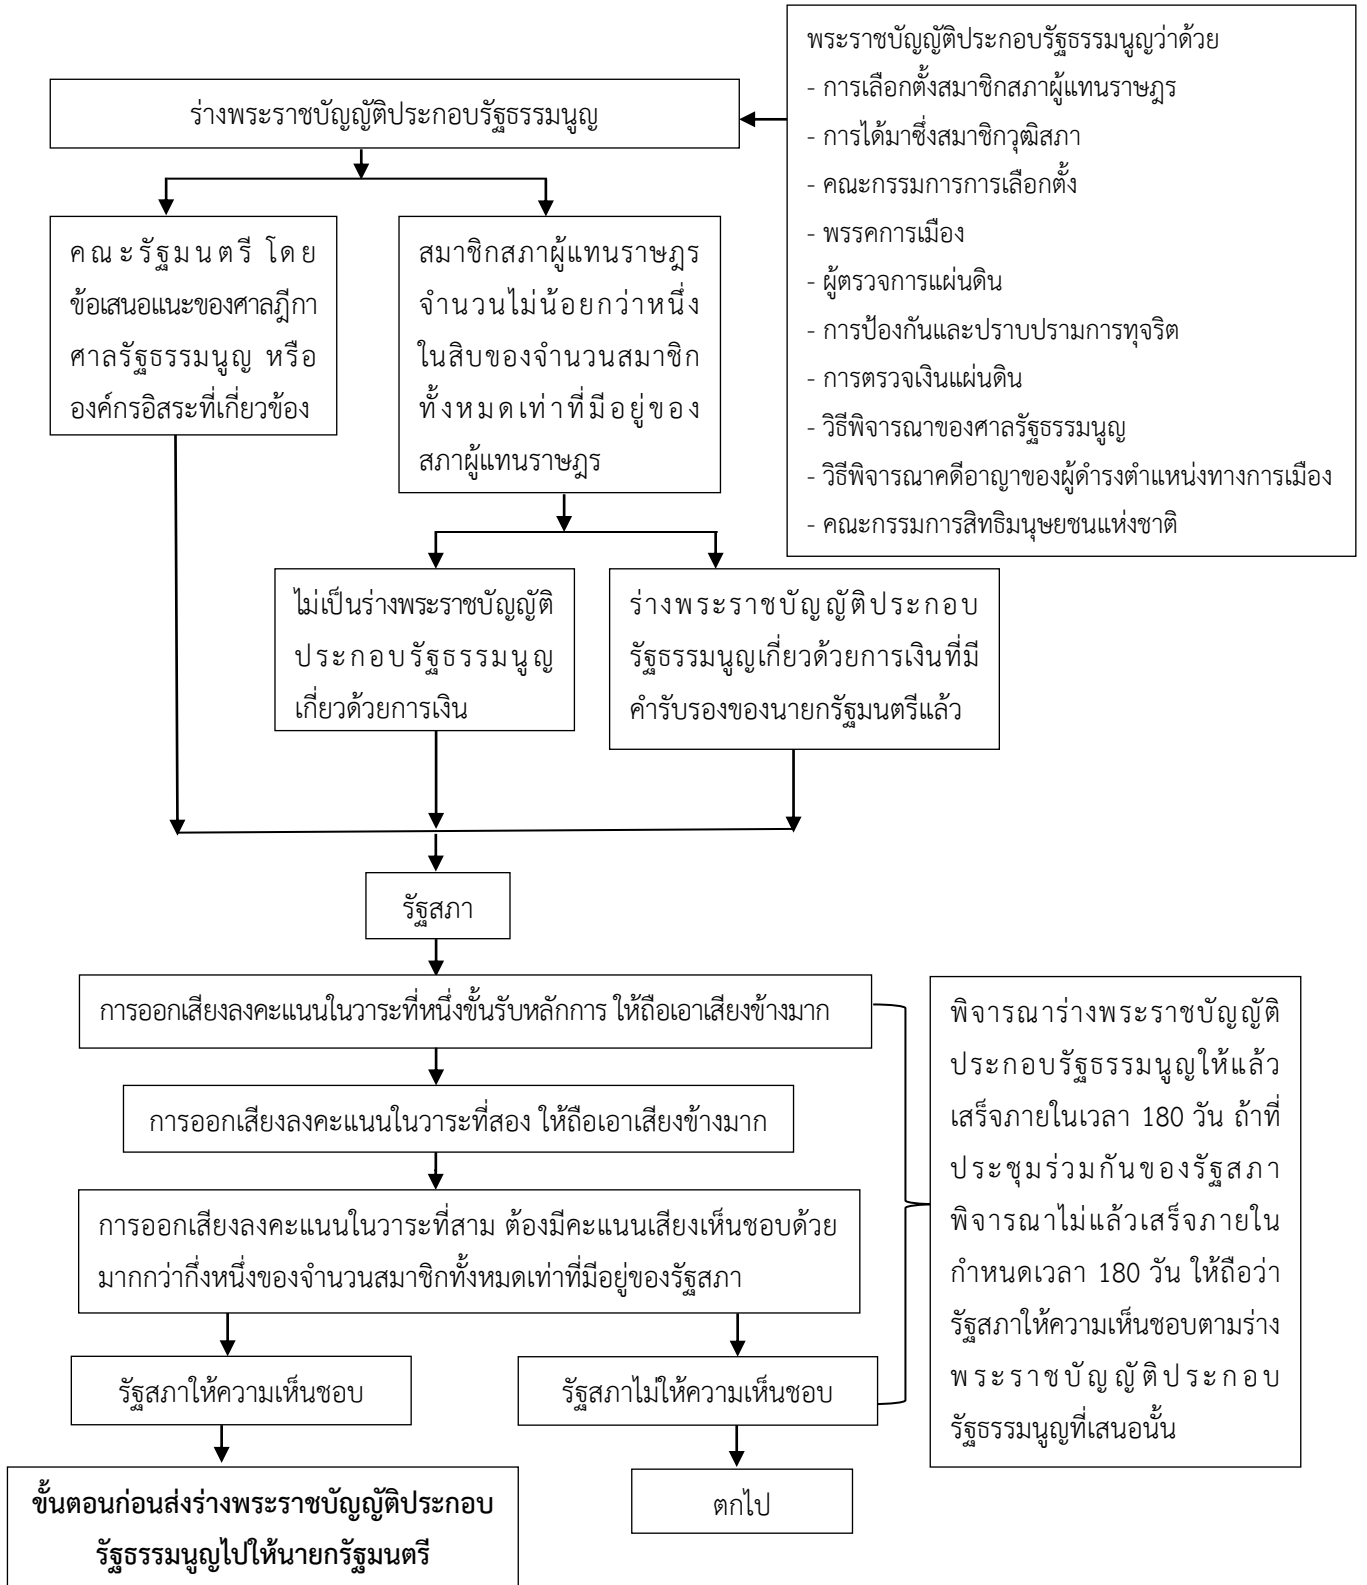 พระราชบัญญัติประกอบรัฐธรรมนูญว่าด้วย
- การเลือกตั้งสมาชิกสภาผู้แทนราษฎร
- การได้มาซึ่งสมาชิกวุฒิสภา
- คณะกรรมการการเลือกตั้ง
- พรรคการเมือง
- ผู้ตรวจการแผ่นดิน
- การป้องกันและปราบปรามการทุจริต
- การตรวจเงินแผ่นดิน
- วิธีพิจารณาของศาลรัฐธรรมนูญ
- วิธีพิจารณาคดีอาญาของผู้ดำรงตำแหน่งทางการเมือง
- คณะกรรมการสิทธิมนุษยชนแห่งชาติ
ร่างพระราชบัญญัติประกอบรัฐธรรมนูญ
คณะรัฐมนตรี โดย
ข้อเสนอแนะของศาลฎีกา
ศาลรัฐธรรมนูญ หรือ
องค์กรอิสระที่เกี่ยวข้อง
สมาชิกสภาผู้แทนราษฎร
จำนวนไม่น้อยกว่าหนึ่ง
ในสิบของจำนวนสมาชิก
ทั้งหมดเท่าที่มีอยู่ของ
สภาผู้แทนราษฎร
ไม่เป็นร่างพระราชบัญญัติ
ประกอบรัฐธรรมนูญ
เกี่ยวด้วยการเงิน
ร่างพระราชบัญญัติประกอบ
รัฐธรรมนูญเกี่ยวด้วยการเงินที่มี
คำรับรองของนายกรัฐมนตรีแล้ว
รัฐสภา
การออกเสียงลงคะแนนในวาระที่หนึ่งขั้นรับหลักการ ให้ถือเอาเสียงข้างมาก
การออกเสียงลงคะแนนในวาระที่สอง ให้ถือเอาเสียงข้างมาก
การออกเสียงลงคะแนนในวาระที่สาม ต้องมีคะแนนเสียงเห็นชอบด้วย
มากกว่ากึ่งหนึ่งของจำนวนสมาชิกทั้งหมดเท่าที่มีอยู่ของรัฐสภา
พิจารณาร่างพระราชบัญญัติ
ประกอบรัฐธรรมนูญให้แล้ว
เสร็จภายในเวลา 180 วัน ถ้าที่
ประชุมร่วมกันของรัฐสภา
พิจารณาไม่แล้วเสร็จภายใน
กำหนดเวลา 180 วัน ให้ถือว่า
รัฐสภาให้ความเห็นชอบตามร่าง
พระราชบัญญัติประกอบ
รัฐธรรมนูญที่เสนอนั้น
รัฐสภาให้ความเห็นชอบ
รัฐสภาไม่ให้ความเห็นชอบ
ขั้นตอนก่อนส่งร่างพระราชบัญญัติประกอบ
รัฐธรรมนูญไปให้นายกรัฐมนตรี
ตกไป